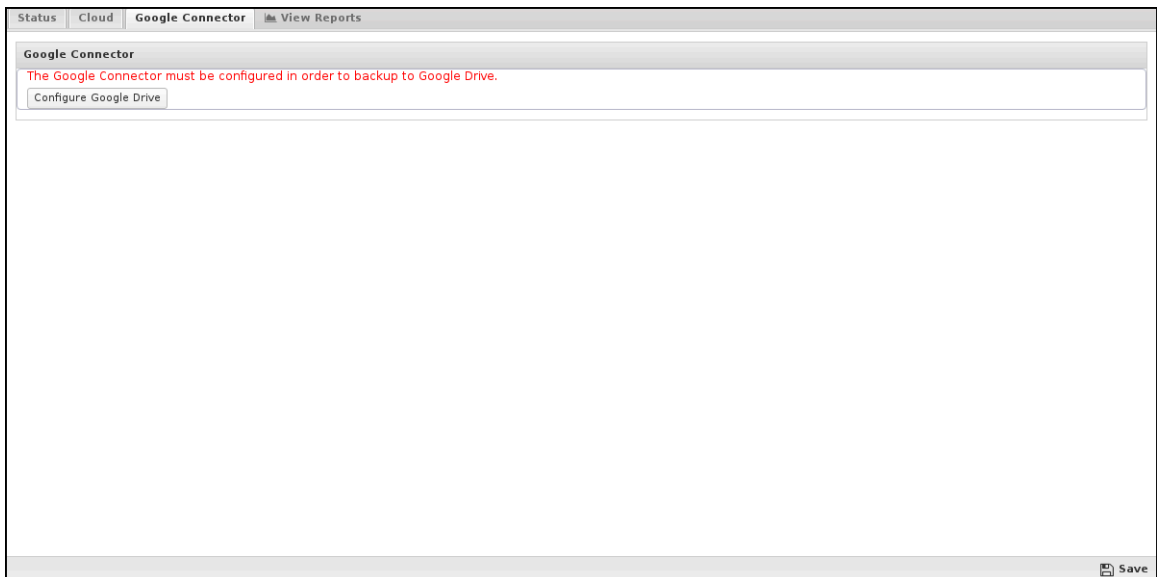 Status Cloud Google Connector View Reports
Google Connector
The Google Connector must be configured in order to backup to Google Drive.
Configure Google Drive
Save